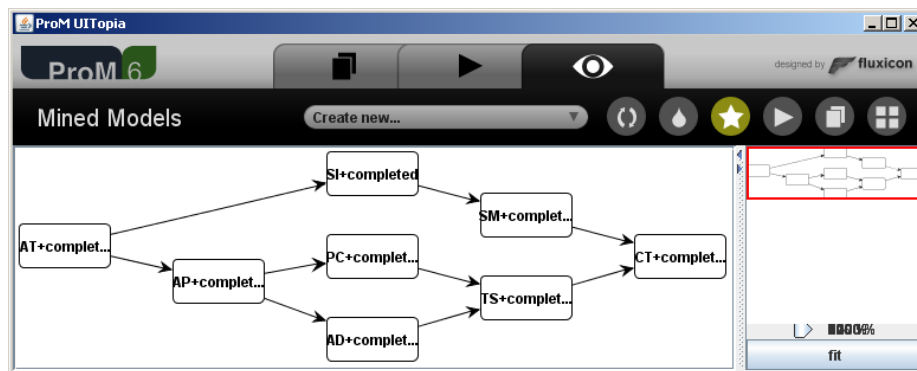 ProM UITopia
ProM 6
designed by fluxicon
Mined Models
Create new...
SI+completed
SM+complet...
AT+complet...
PC+complet...
CT+complet...
AP+complet...
TS+complet...
AD+complet...
fit